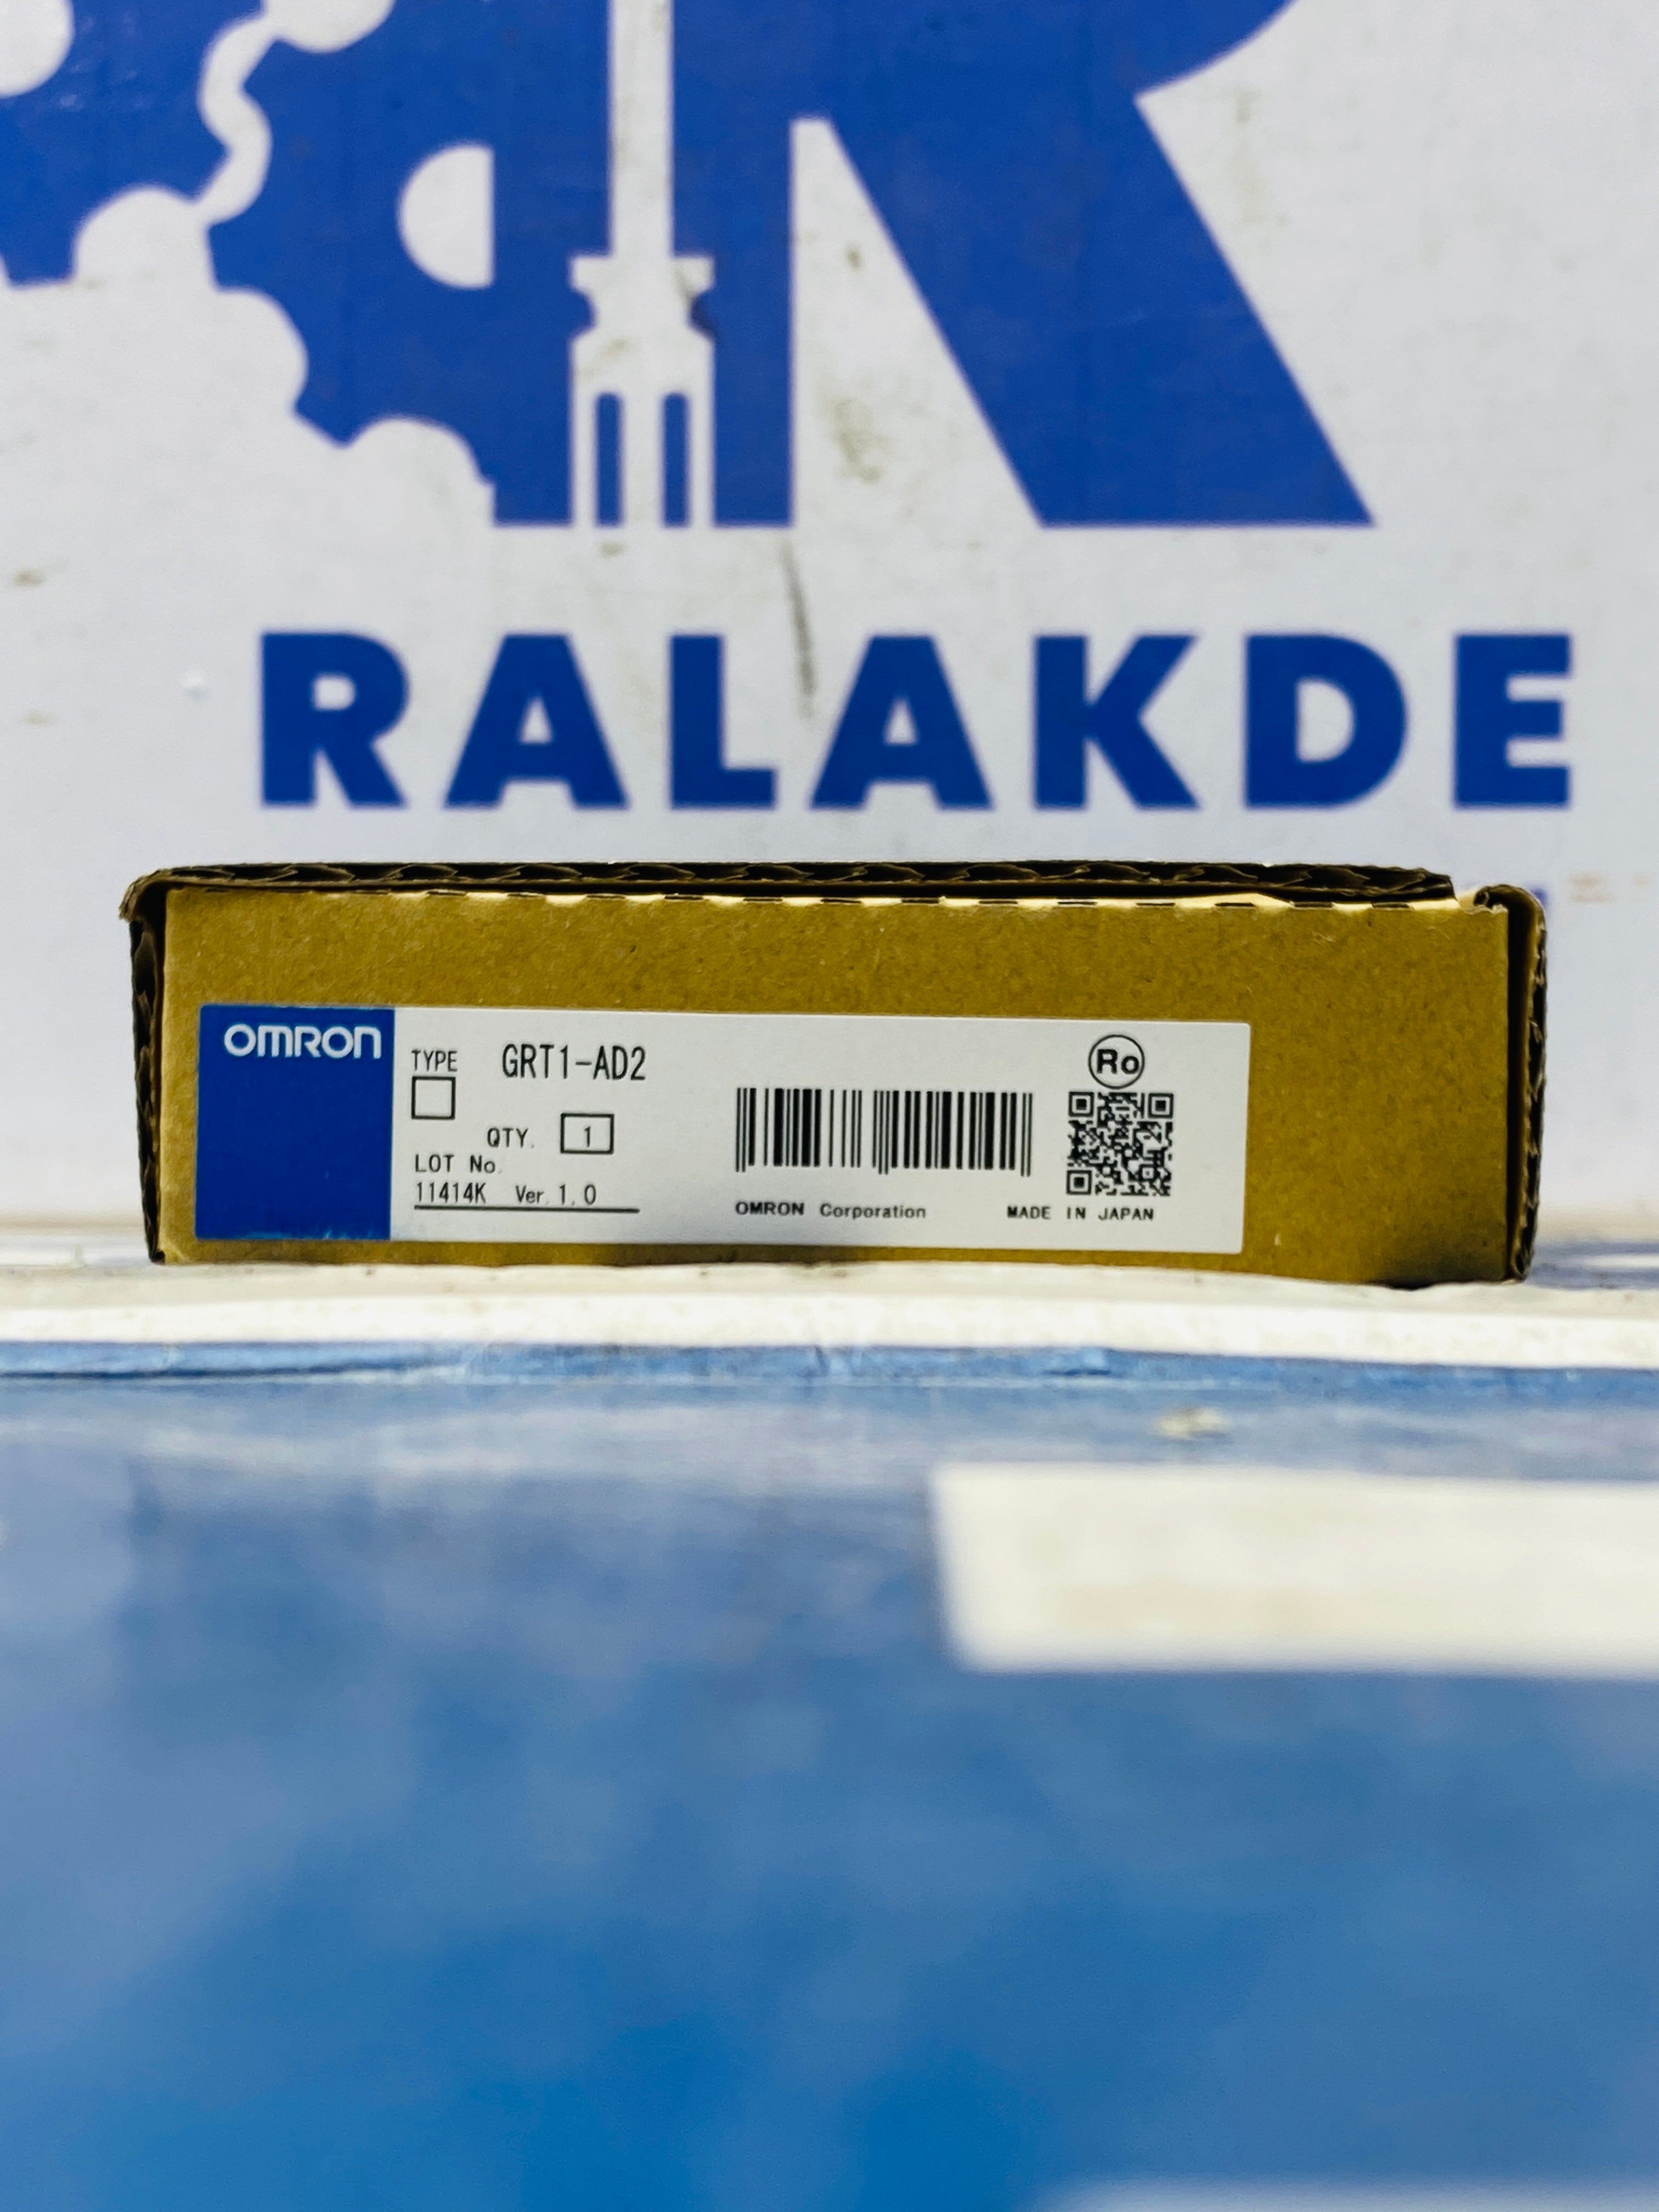 R
RALAKDE
OMRON
TYPE GRT1-AD2
QTY. 1
LOT No.
11414K Ver. 1.0
Ro
OMRON Corporation
MADE IN JAPAN